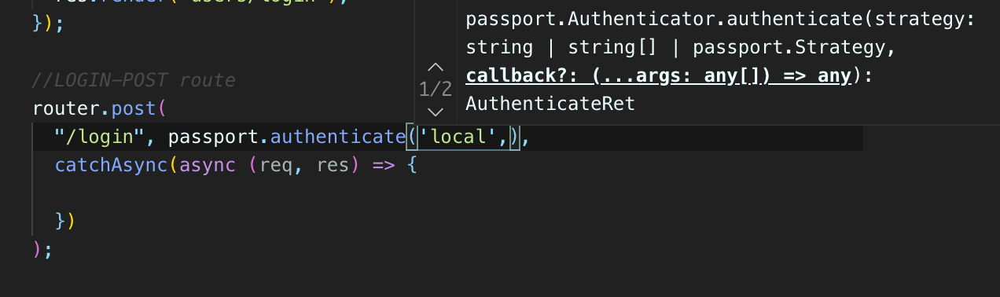 res.render("users/login");
});
//LOGIN-POST route
router.post(
"/login", passport.authenticate('local',),
catchAsync(async (req, res) => {
})
);
1/2
passport.Authenticator.authenticate(strategy:
string | string[] | passport.Strategy,
callback?: (...args: any[]) => any):
AuthenticateRet